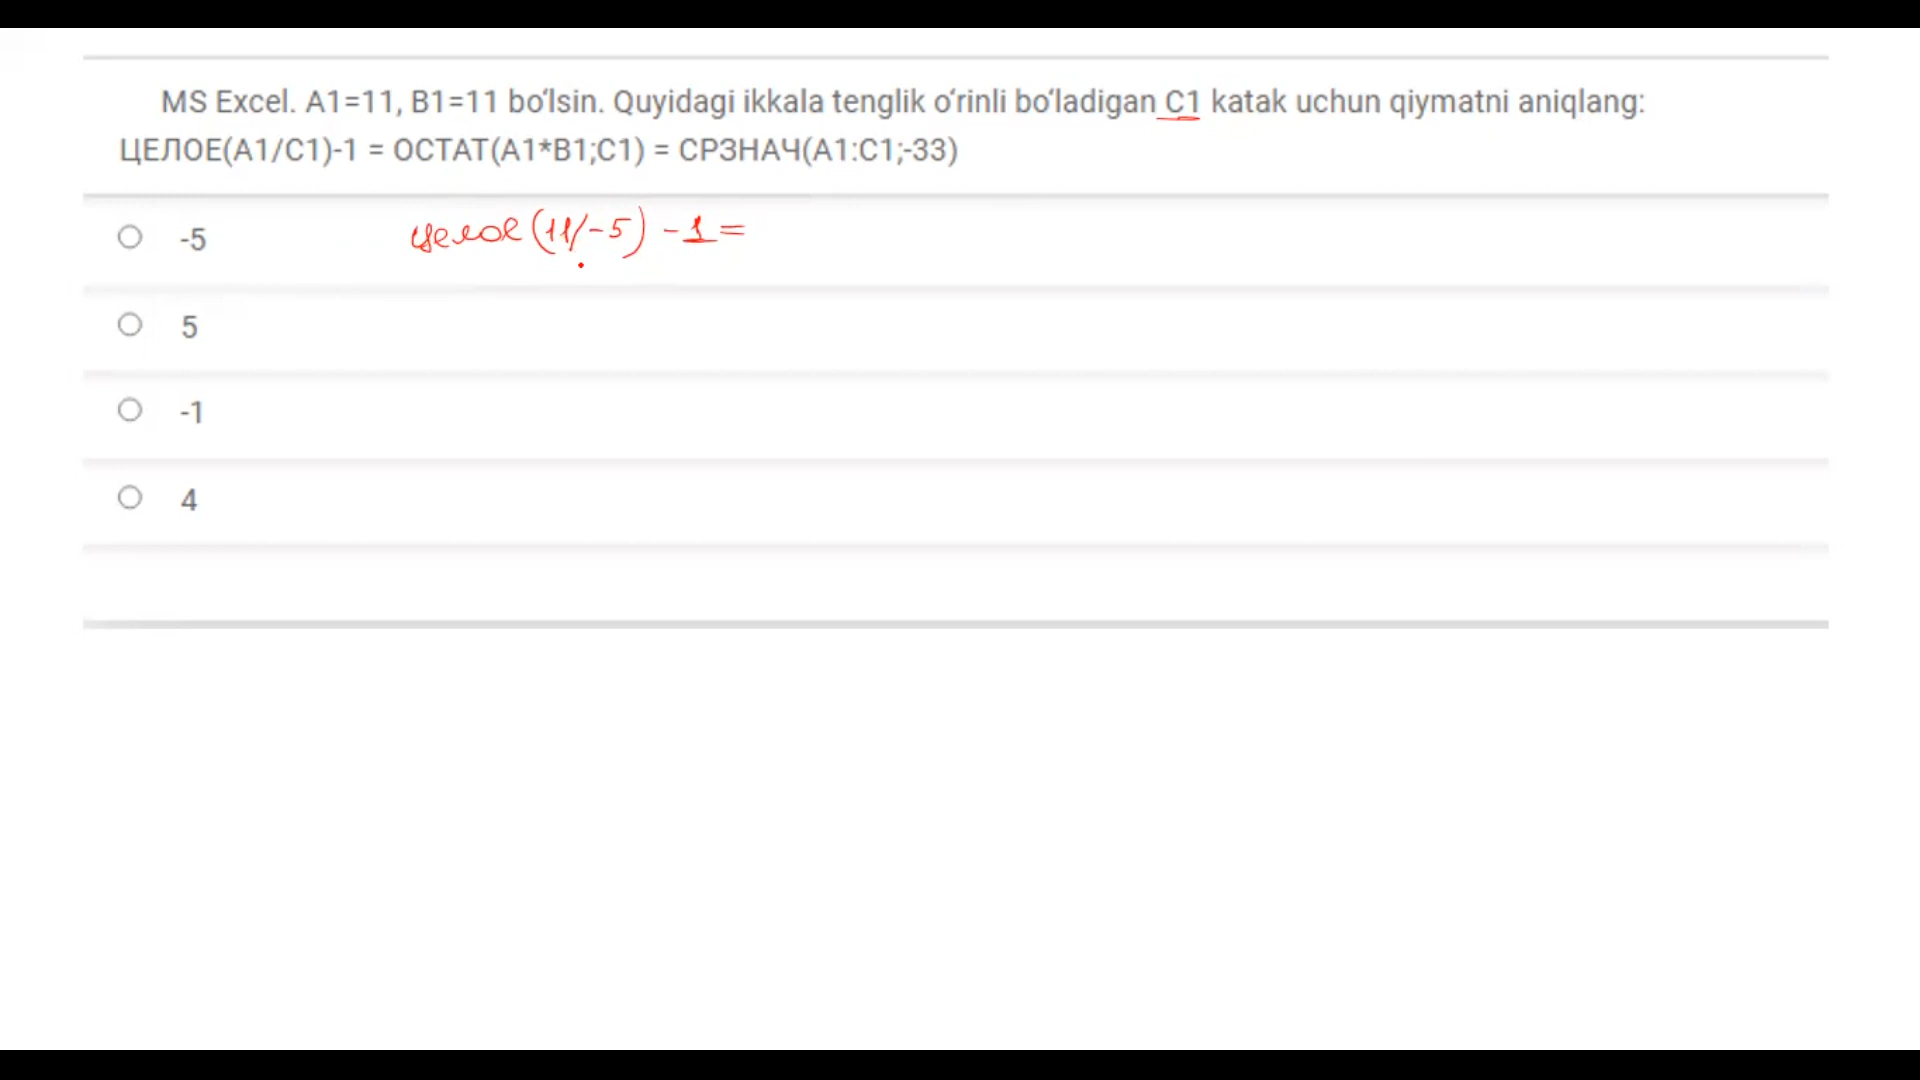 MS Excel. A1=11, B1=11 bo‘lsin. Quyidagi ikkala tenglik o‘rinli bo‘ladigan C1 katak uchun qiymatni aniqlang:
ЦЕЛОЕ(A1/C1)-1 = ОСТАТ(A1*B1;C1) = СРЗНАЧ(A1:C1;-33)
-5
целое(11/-5) -1=
5
-1
4